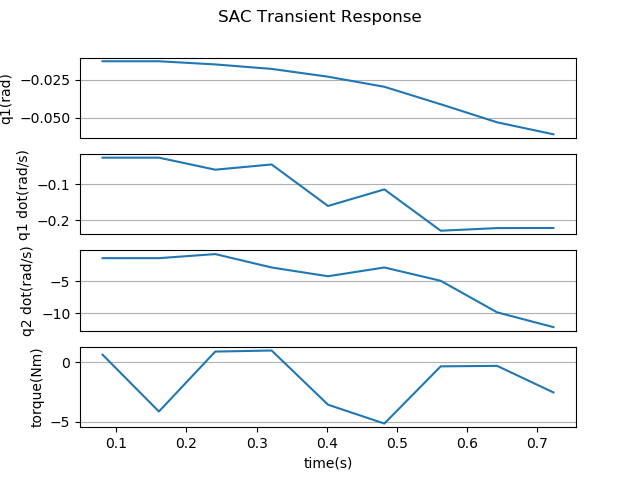 SAC Transient Response
q1(rad)
−0.025
−0.050
q1 dot(rad/s)
−0.1
−0.2
q2 dot(rad/s)
−5
−10
torque(Nm)
0
−5
0.1 0.2 0.3 0.4 0.5 0.6 0.7
time(s)